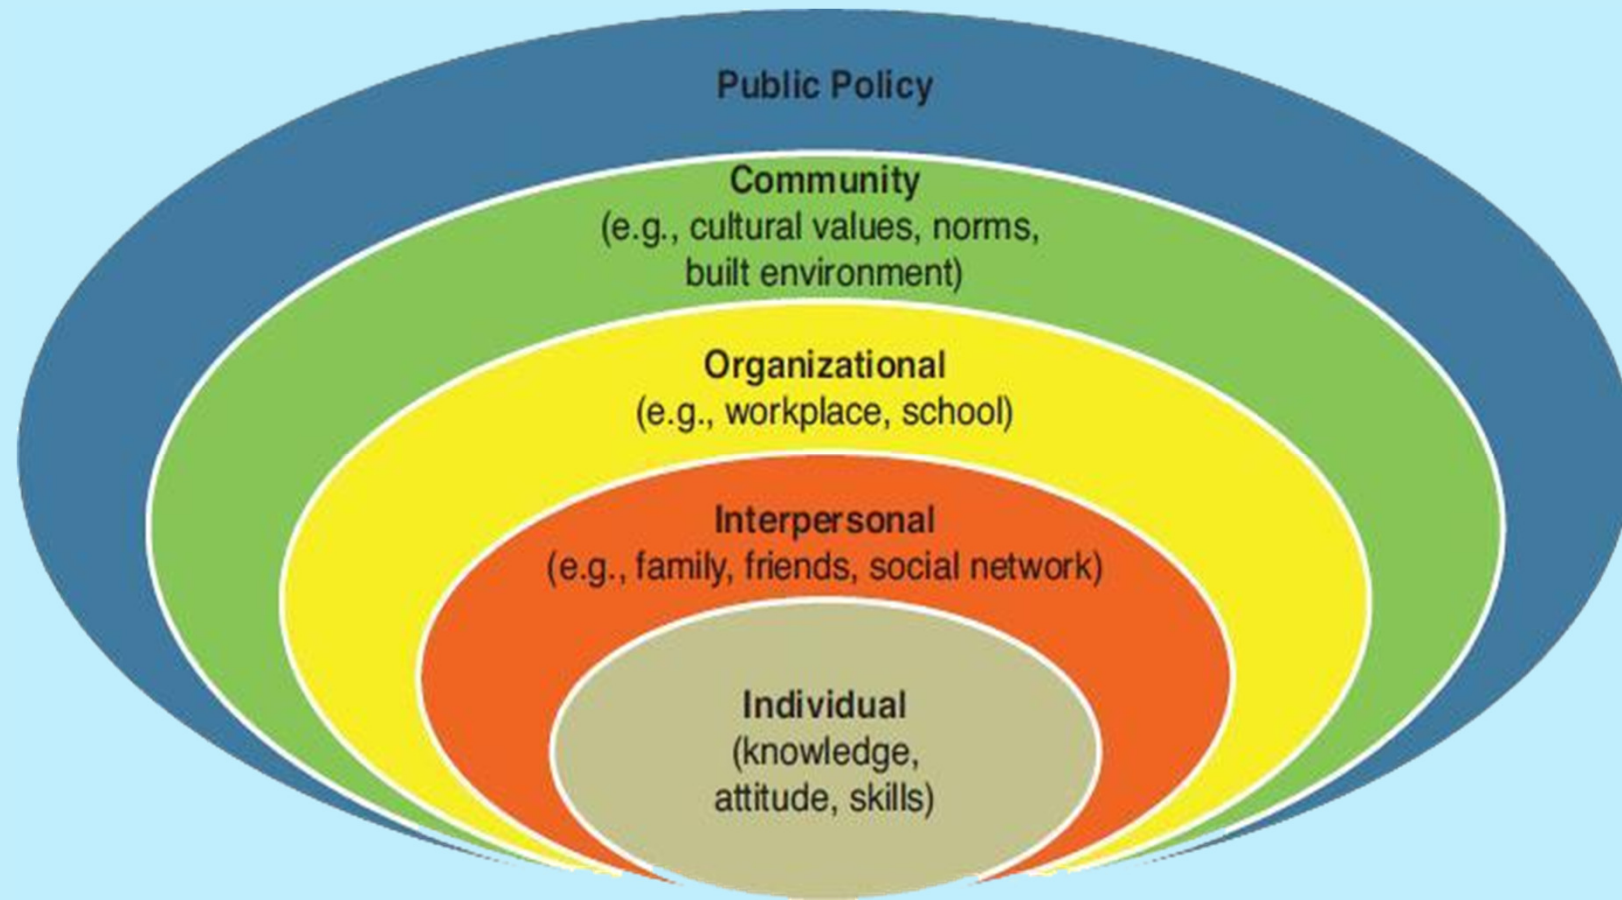 Public Policy
Community
(e.g., cultural values, norms,
built environment)
Organizational
(e.g., workplace, school)
Interpersonal
(e.g., family, friends, social network)
Individual
(knowledge,
attitude, skills)